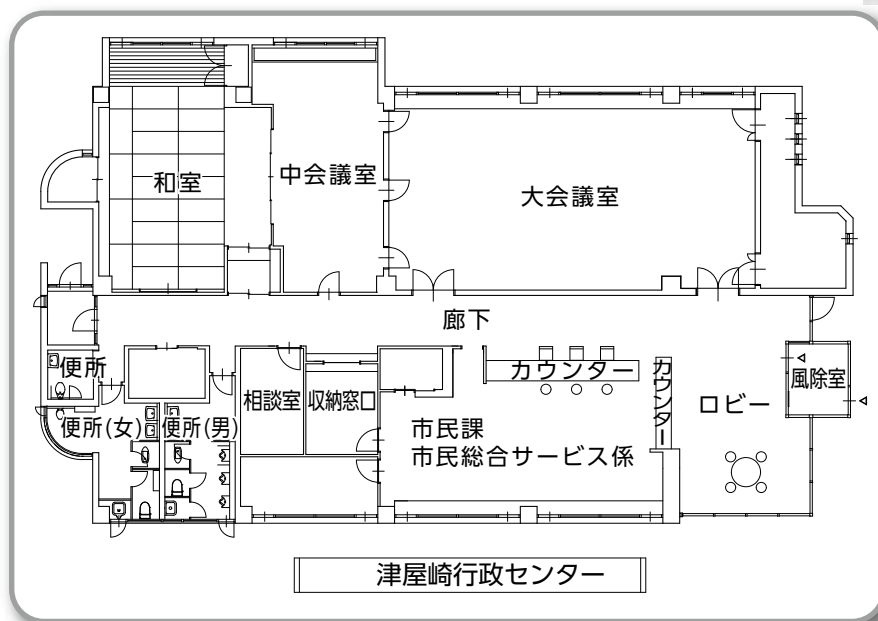 和室
中会議室
大会議室
廊下
便所
カウンター
カウンター
風除室
ロビー
相談室
収納窓口
便所(女)
便所(男)
市民課
市民総合サービス係
津屋崎行政センター